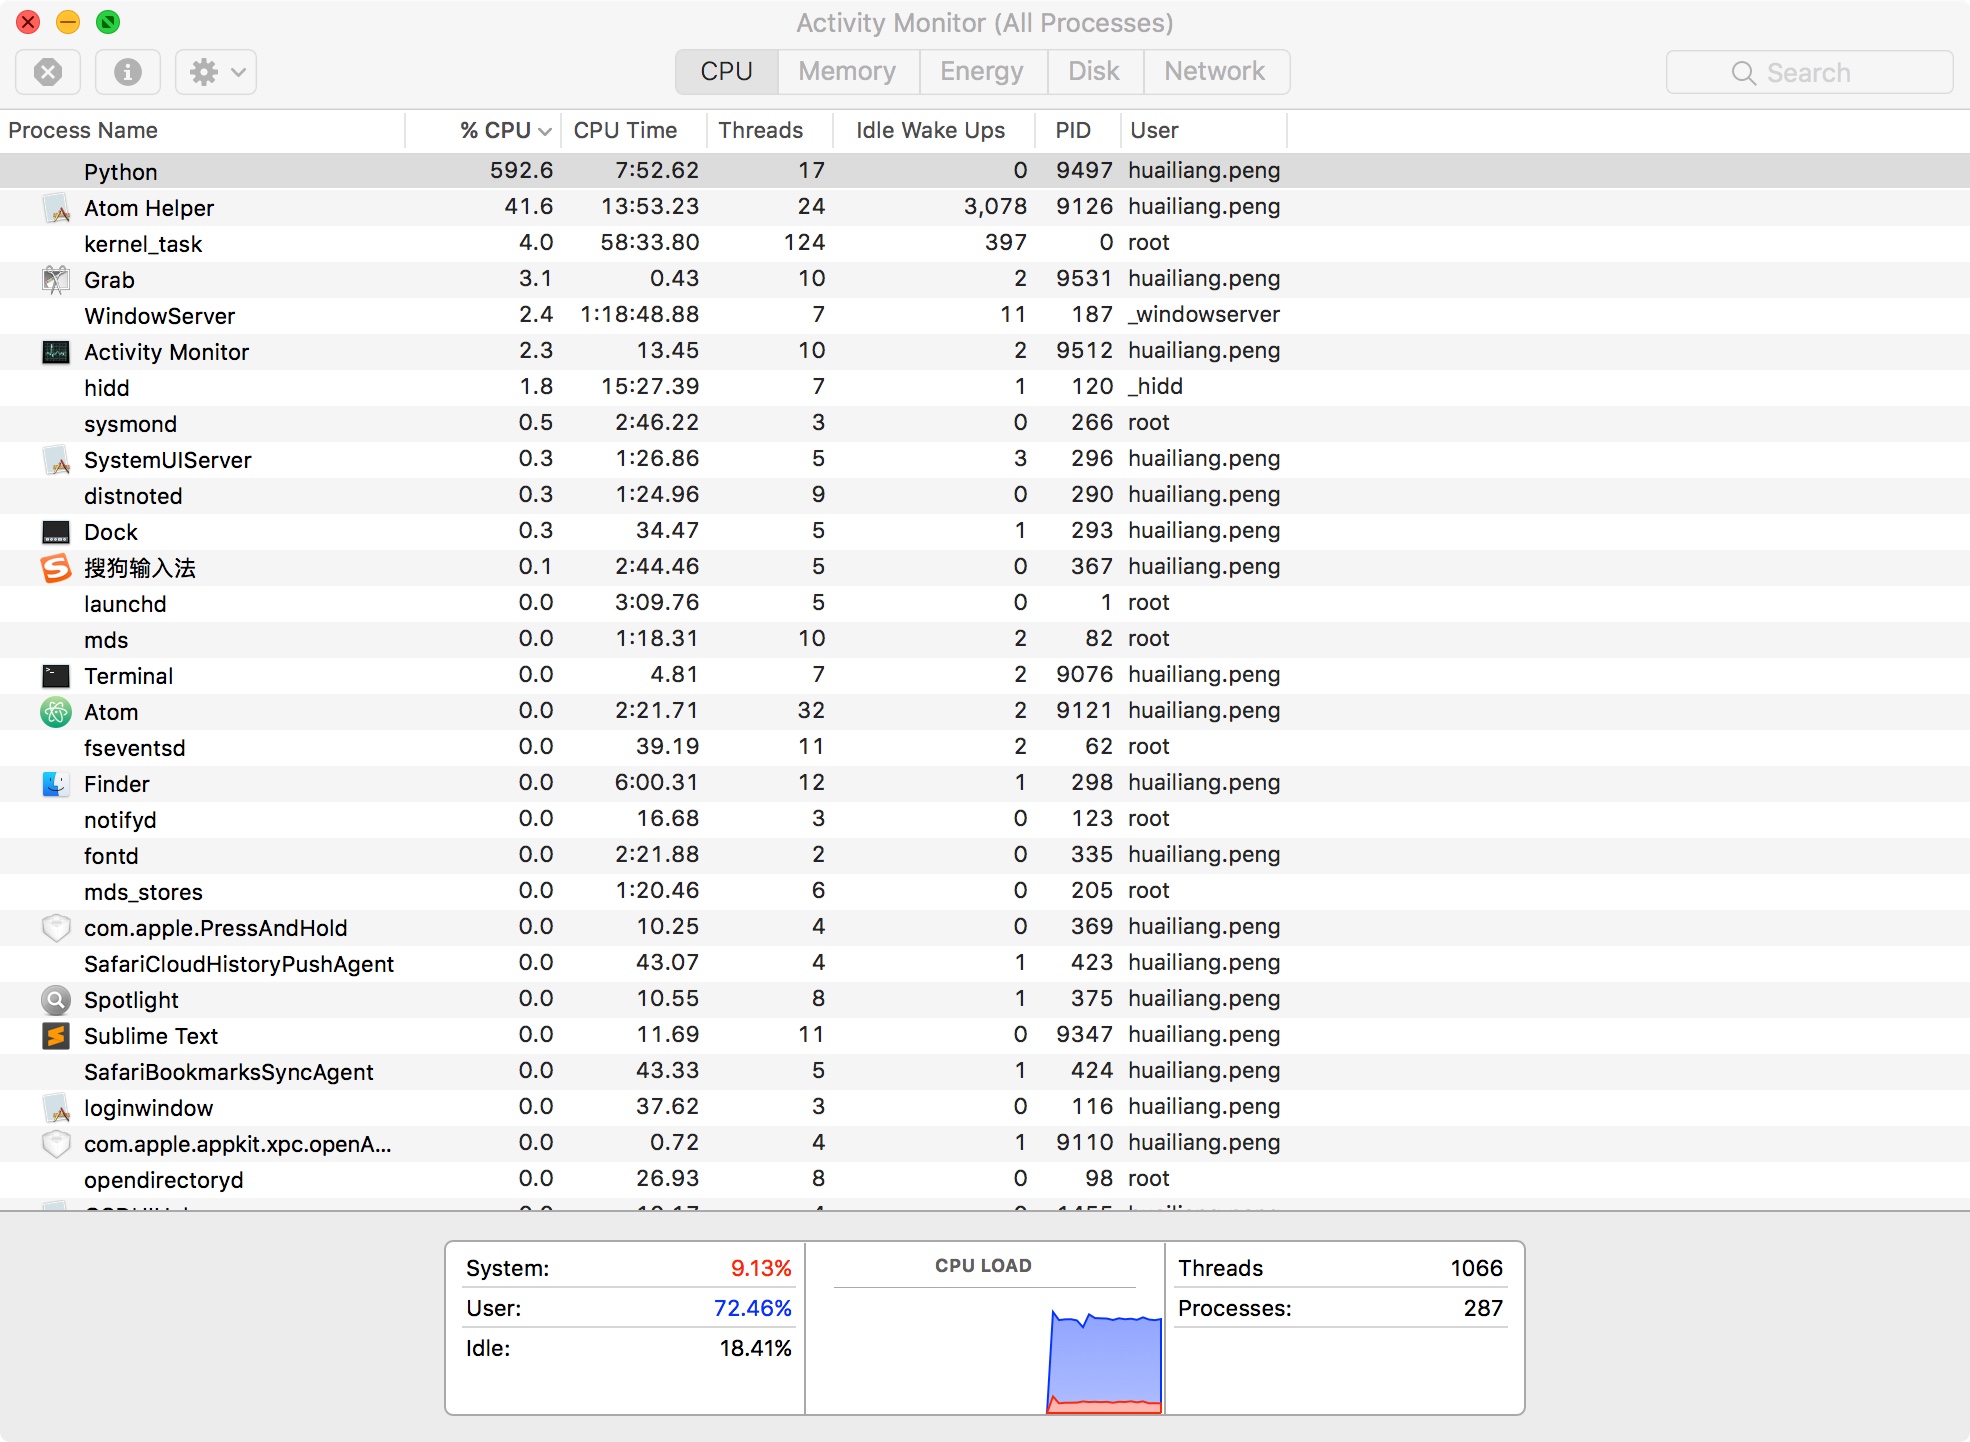 Activity Monitor (All Processes)
CPU Memory Energy Disk Network
Search
Process Name % CPU CPU Time Threads Idle Wake Ups PID User
Python 592.6 7:52.62 17 0 9497 huailiang.peng
Atom Helper 41.6 13:53.23 24 3,078 9126 huailiang.peng
kernel_task 4.0 58:33.80 124 397 0 root
Grab 3.1 0.43 10 2 9531 huailiang.peng
WindowServer 2.4 1:18:48.88 7 11 187 _windowserver
Activity Monitor 2.3 13.45 10 2 9512 huailiang.peng
hidd 1.8 15:27.39 7 1 120 _hidd
sysmond 0.5 2:46.22 3 0 266 root
SystemUIServer 0.3 1:26.86 5 3 296 huailiang.peng
distnoted 0.3 1:24.96 9 0 290 huailiang.peng
Dock 0.3 34.47 5 1 293 huailiang.peng
搜狗输入法 0.1 2:44.46 5 0 367 huailiang.peng
launchd 0.0 3:09.76 5 0 1 root
mds 0.0 1:18.31 10 2 82 root
Terminal 0.0 4.81 7 2 9076 huailiang.peng
Atom 0.0 2:21.71 32 2 9121 huailiang.peng
fseventsd 0.0 39.19 11 2 62 root
Finder 0.0 6:00.31 12 1 298 huailiang.peng
notifyd 0.0 16.68 3 0 123 root
fontd 0.0 2:21.88 2 0 335 huailiang.peng
mds_stores 0.0 1:20.46 6 0 205 root
com.apple.PressAndHold 0.0 10.25 4 0 369 huailiang.peng
SafariCloudHistoryPushAgent 0.0 43.07 4 1 423 huailiang.peng
Spotlight 0.0 10.55 8 1 375 huailiang.peng
Sublime Text 0.0 11.69 11 0 9347 huailiang.peng
SafariBookmarksSyncAgent 0.0 43.33 5 1 424 huailiang.peng
loginwindow 0.0 37.62 3 0 116 huailiang.peng
com.apple.appkit.xpc.openA... 0.0 0.72 4 1 9110 huailiang.peng
opendirectoryd 0.0 26.93 8 0 98 root
System: 9.13%
User: 72.46%
Idle: 18.41%
CPU LOAD
Threads 1066
Processes: 287